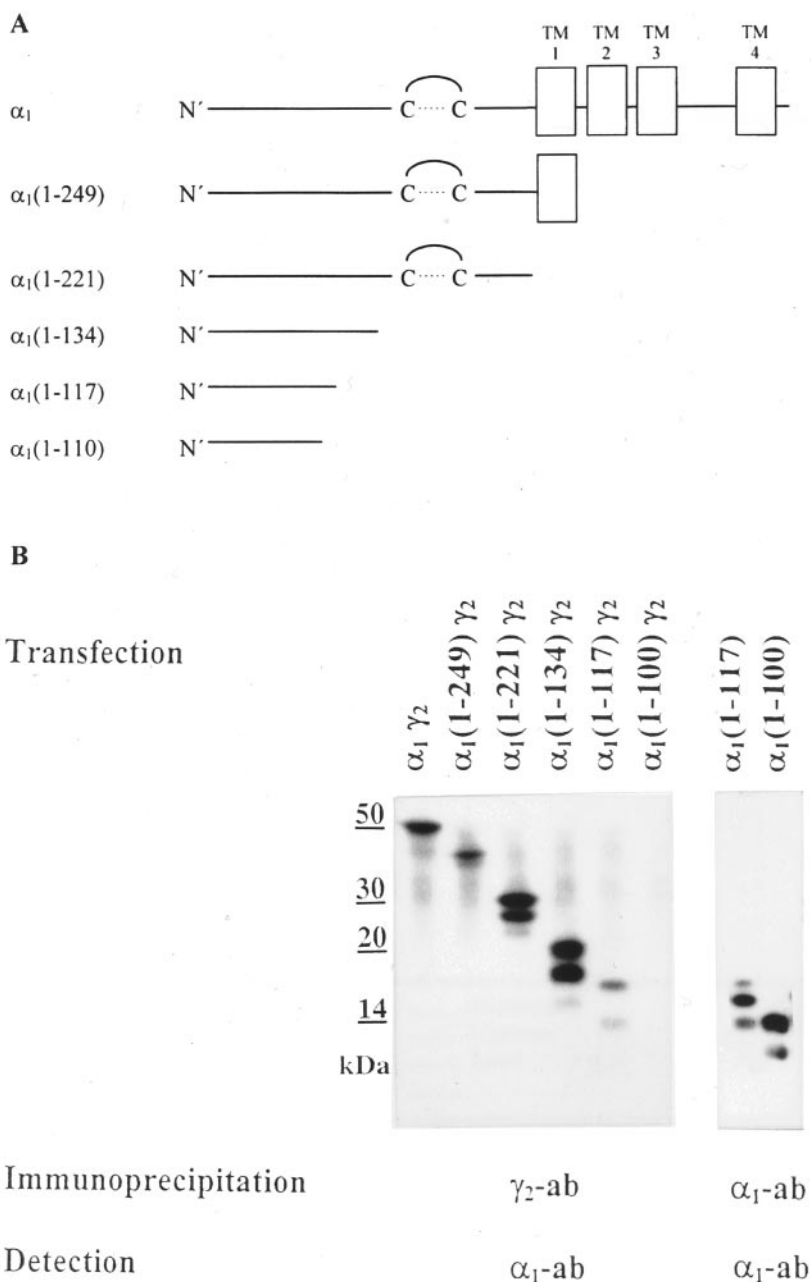 A
TM TM TM TM
1 2 3 4
α₁ N´ C ····· C
α₁(1-249) N´ C ····· C
α₁(1-221) N´ C ····· C
α₁(1-134) N´
α₁(1-117) N´
α₁(1-110) N´
B
Transfection
α₁ γ₂
α₁(1-249) γ₂
α₁(1-221) γ₂
α₁(1-134) γ₂
α₁(1-117) γ₂
α₁(1-100) γ₂
α₁(1-117)
α₁(1-100)
50
30
20
14
kDa
Immunoprecipitation γ₂-ab α₁-ab
Detection α₁-ab α₁-ab